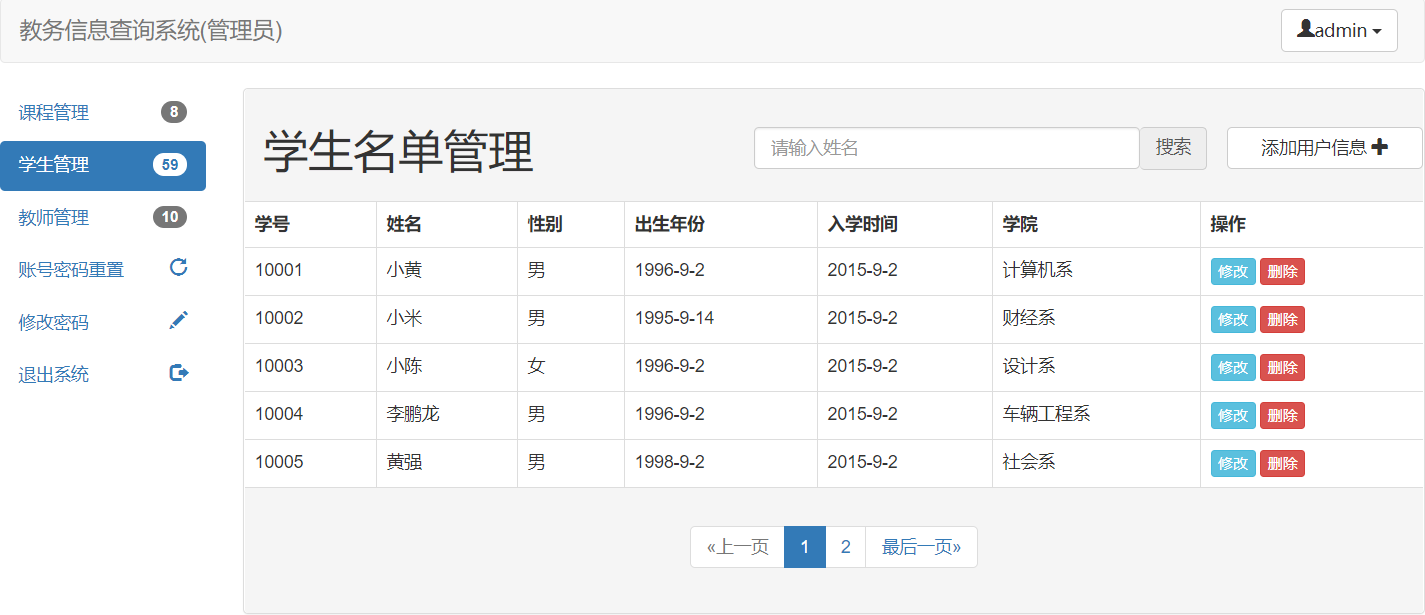 教务信息查询系统(管理员)
admin
课程管理 8
学生管理 59
教师管理 10
账号密码重置
修改密码
退出系统
学生名单管理
请输入姓名 搜索 添加用户信息
学号 姓名 性别 出生年份 入学时间 学院 操作
10001 小黄 男 1996-9-2 2015-9-2 计算机系 修改 删除
10002 小米 男 1995-9-14 2015-9-2 财经系 修改 删除
10003 小陈 女 1996-9-2 2015-9-2 设计系 修改 删除
10004 李鹏龙 男 1996-9-2 2015-9-2 车辆工程系 修改 删除
10005 黄强 男 1998-9-2 2015-9-2 社会系 修改 删除
«上一页 1 2 最后一页»